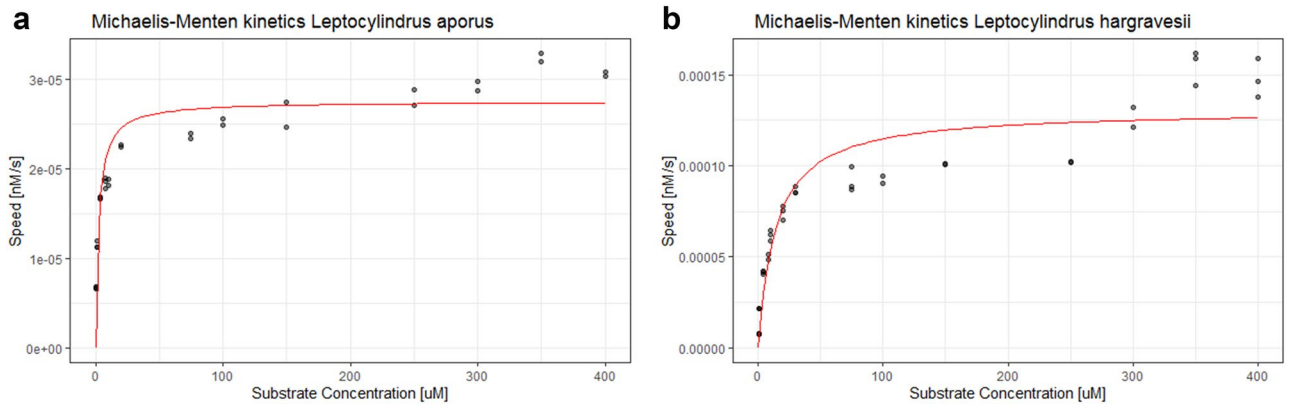 a
Michaelis-Menten kinetics Leptocylindrus aporus
3e-05
2e-05
1e-05
0e+00
Speed [nM/s]
0 100 200 300 400
Substrate Concentration [uM]
b
Michaelis-Menten kinetics Leptocylindrus hargravesii
0.00015
0.00010
0.00005
0.00000
Speed [nM/s]
0 100 200 300 400
Substrate Concentration [uM]